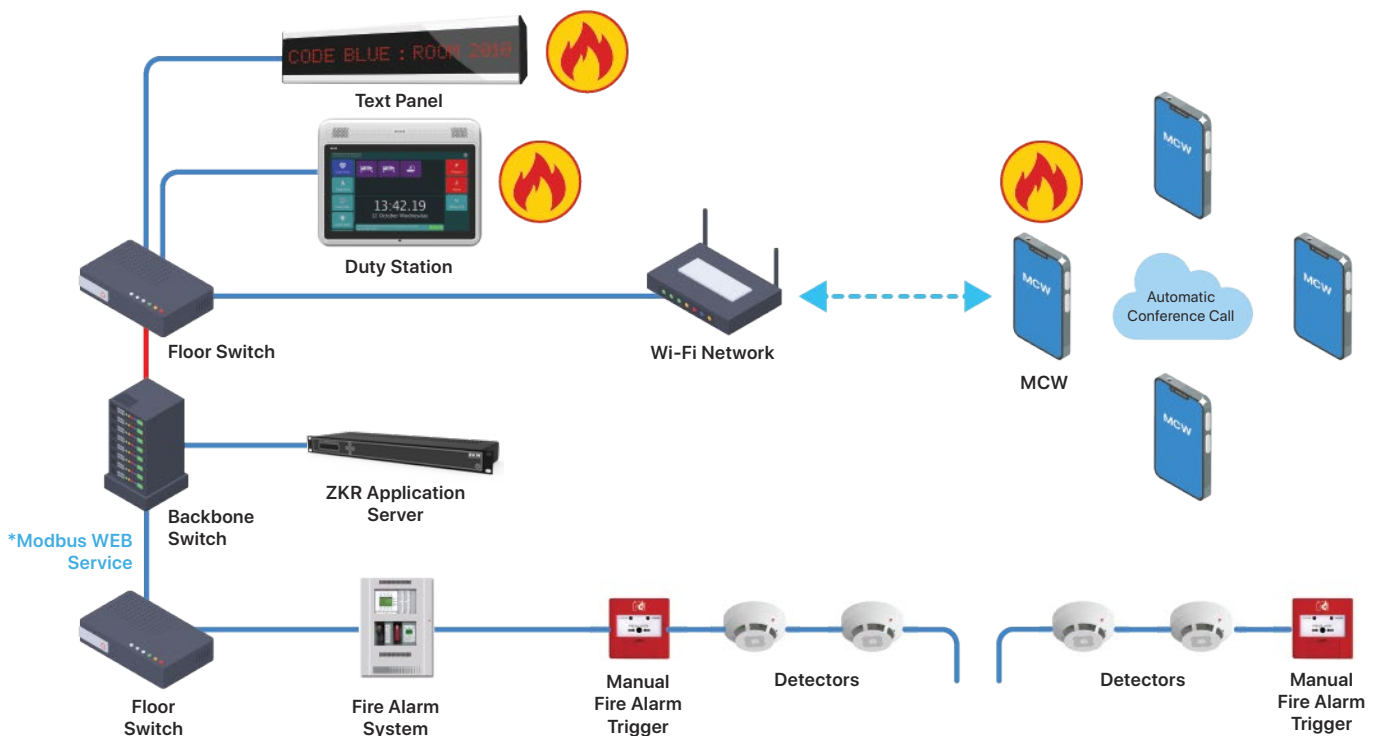 CODE BLUE : ROOM 2010
Text Panel
13:42.19
Duty Station
Floor Switch
Wi-Fi Network
MCW
MCW
MCW
Automatic
Conference Call
MCW
MCW
Backbone
Switch
ZKR Application
Server
*Modbus WEB
Service
Floor
Switch
Fire Alarm
System
Manual
Fire Alarm
Trigger
Detectors
Detectors
Manual
Fire Alarm
Trigger